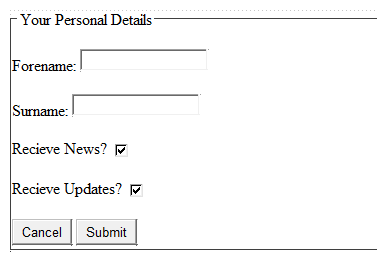 Your Personal Details
Forename:
Surname:
Recieve News?
Recieve Updates?
Cancel Submit